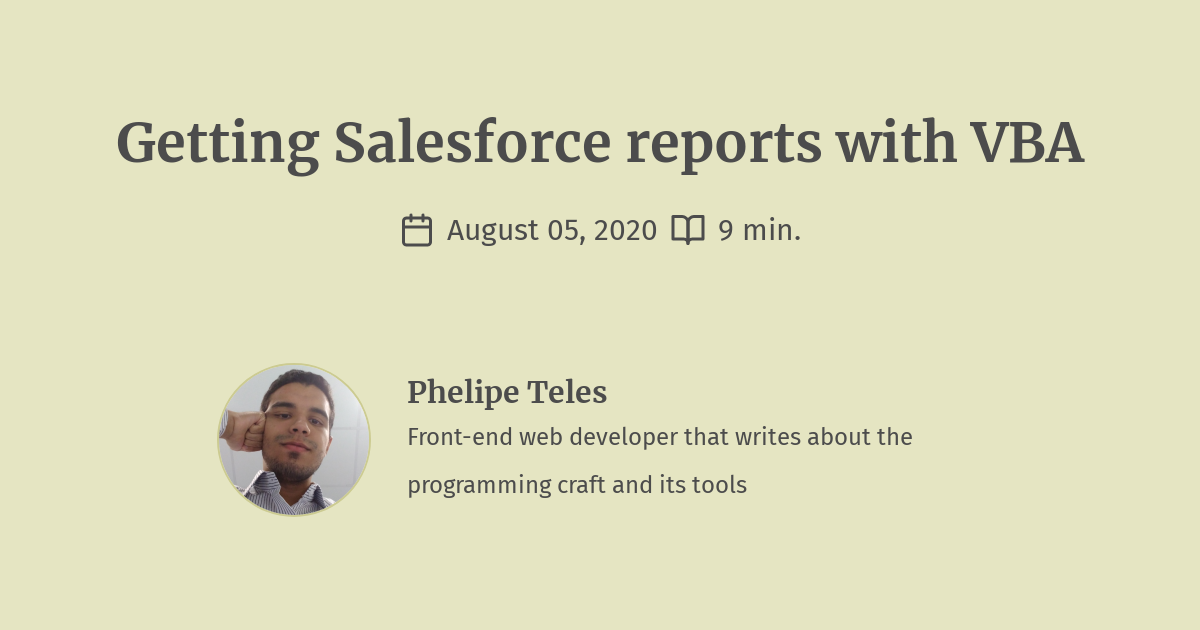 Getting Salesforce reports with VBA
August 05, 2020 9 min.
Phelipe Teles
Front-end web developer that writes about the
programming craft and its tools